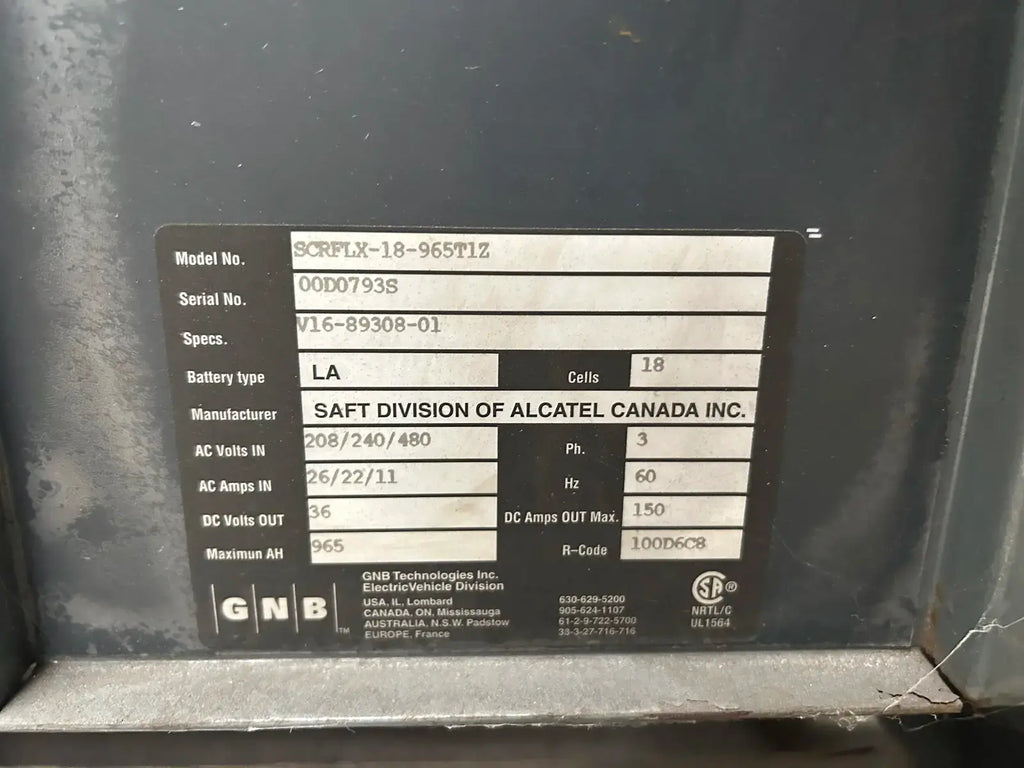 Model No. SCRFLX-18-965T1Z
Serial No. 00D0793S
Specs. V16-89308-01
Battery type LA Cells 18
Manufacturer SAFT DIVISION OF ALCATEL CANADA INC.
AC Volts IN 208/240/480 Ph. 3
AC Amps IN 26/22/11 Hz 60
DC Volts OUT 36 DC Amps OUT Max. 150
Maximun AH 965 R-Code 100D6C8
GNB™
GNB Technologies Inc.
ElectricVehicle Division
USA, IL, Lombard 630-629-5200
CANADA, ON, Mississauga 905-624-1107
AUSTRALIA, N.S.W. Padstow 61-2-9-722-5700
EUROPE, France 33-3-27-716-716
SA®
NRTL/C
UL1564